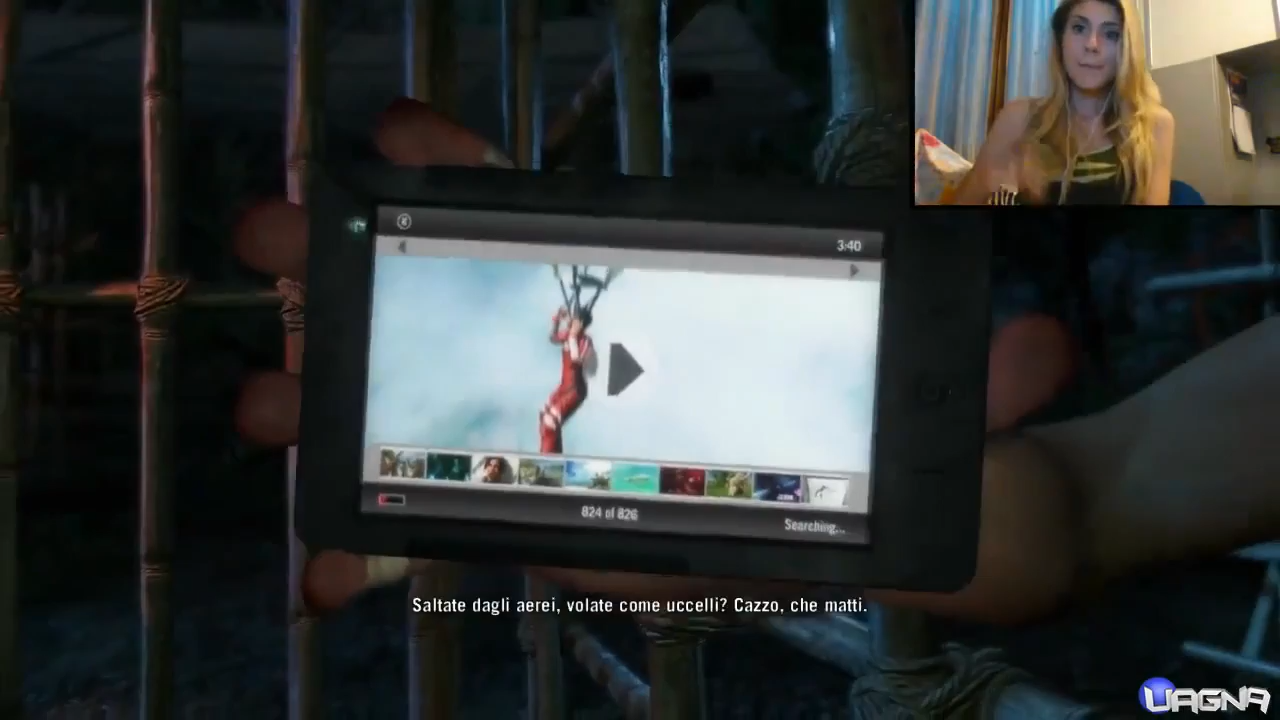 3:40
824 of 826
Searching...
Saltate dagli aerei, volate come uccelli? Cazzo, che matti.
UAGNA